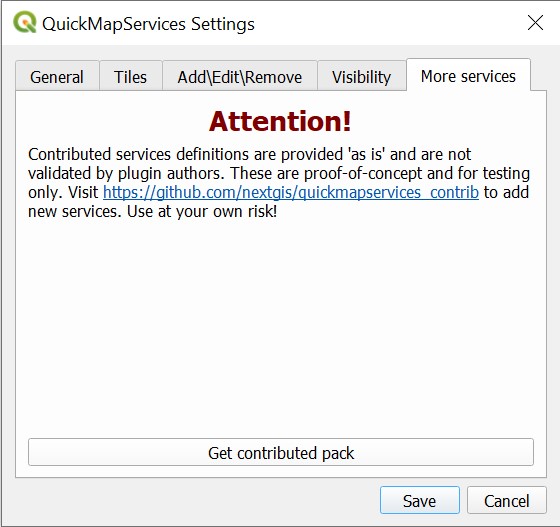 QuickMapServices Settings
General Tiles Add\Edit\Remove Visibility More services
Attention!
Contributed services definitions are provided 'as is' and are not
validated by plugin authors. These are proof-of-concept and for testing
only. Visit https://github.com/nextgis/quickmapservices_contrib to add
new services. Use at your own risk!
Get contributed pack
Save Cancel